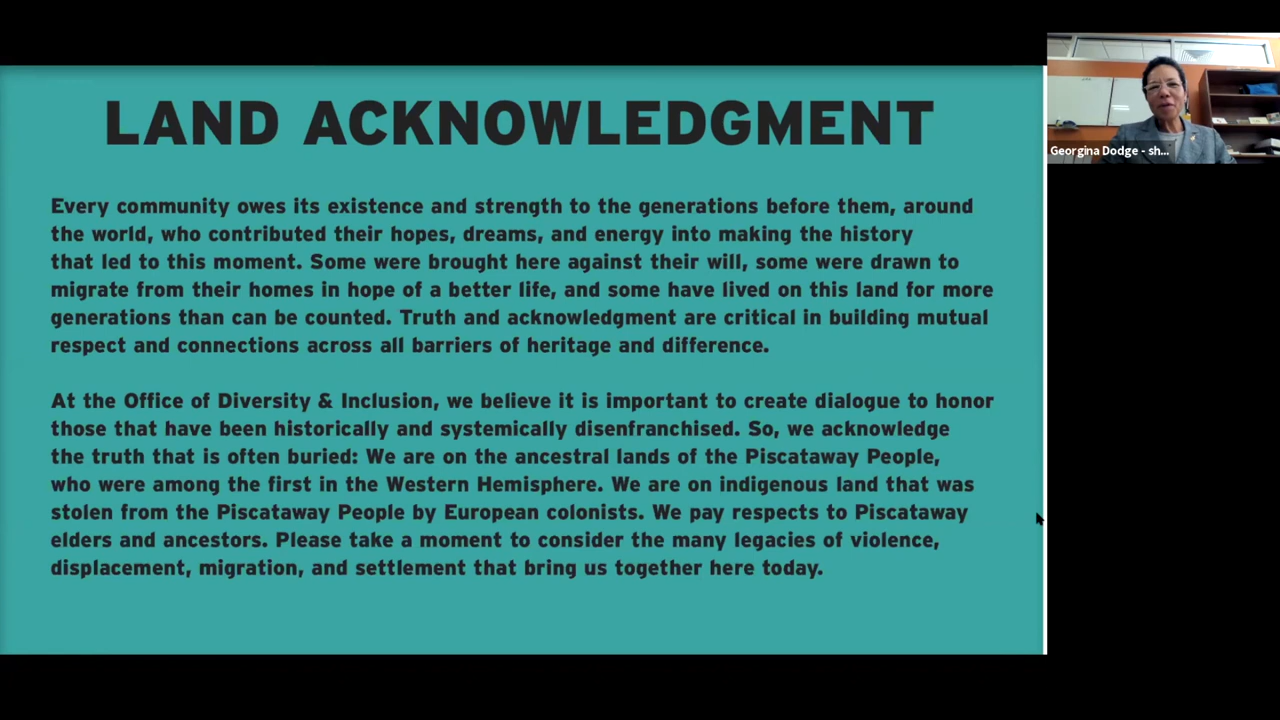 LAND ACKNOWLEDGMENT
Every community owes its existence and strength to the generations before them, around
the world, who contributed their hopes, dreams, and energy into making the history
that led to this moment. Some were brought here against their will, some were drawn to
migrate from their homes in hope of a better life, and some have lived on this land for more
generations than can be counted. Truth and acknowledgment are critical in building mutual
respect and connections across all barriers of heritage and difference.
At the Office of Diversity & Inclusion, we believe it is important to create dialogue to honor
those that have been historically and systemically disenfranchised. So, we acknowledge
the truth that is often buried: We are on the ancestral lands of the Piscataway People,
who were among the first in the Western Hemisphere. We are on indigenous land that was
stolen from the Piscataway People by European colonists. We pay respects to Piscataway
elders and ancestors. Please take a moment to consider the many legacies of violence,
displacement, migration, and settlement that bring us together here today.
Georgina Dodge - sh...